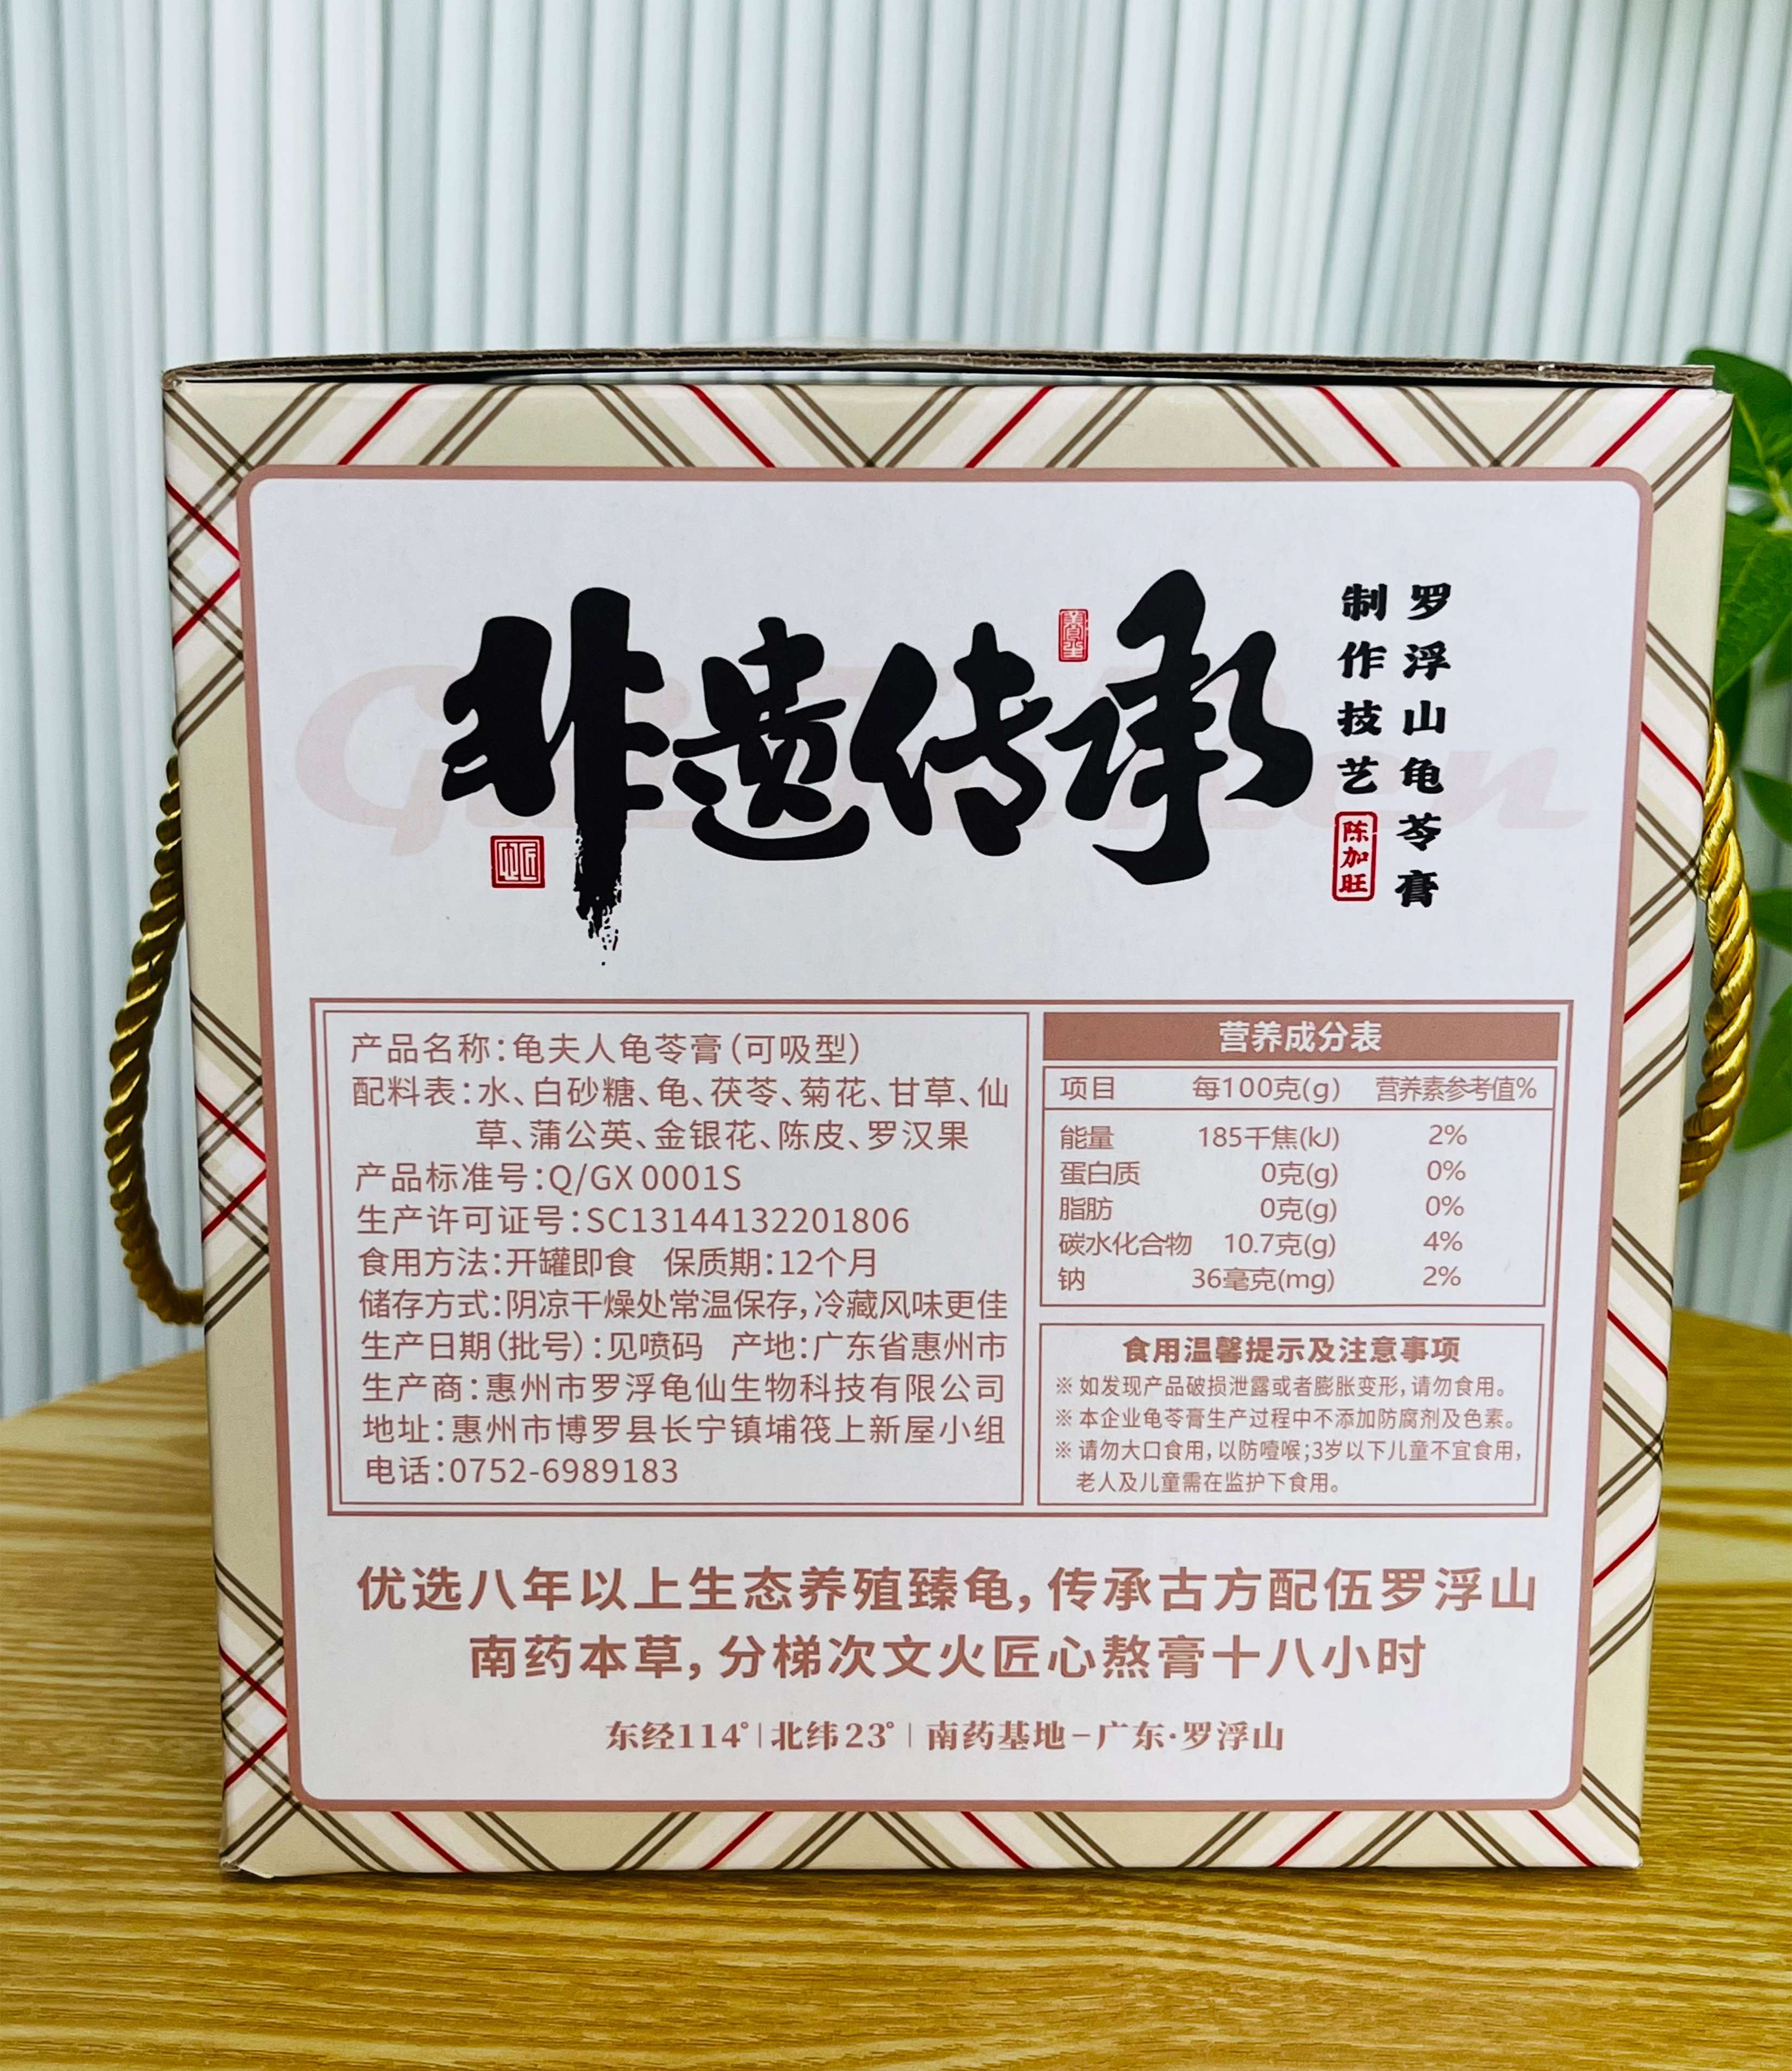 非遗传承
罗浮山龟苓膏
制作技艺
陈加旺
产品名称:龟夫人龟苓膏(可吸型)
配料表:水、白砂糖、龟、茯苓、菊花、甘草、仙
草、蒲公英、金银花、陈皮、罗汉果
产品标准号:Q/GX 0001S
生产许可证号:SC13144132201806
食用方法:开罐即食 保质期:12个月
储存方式:阴凉干燥处常温保存,冷藏风味更佳
生产日期(批号):见喷码 产地:广东省惠州市
生产商:惠州市罗浮龟仙生物科技有限公司
地址:惠州市博罗县长宁镇埔筏上新屋小组
电话:0752-6989183
营养成分表
项目 每100克(g) 营养素参考值%
能量 185千焦(kJ) 2%
蛋白质 0克(g) 0%
脂肪 0克(g) 0%
碳水化合物 10.7克(g) 4%
钠 36毫克(mg) 2%
食用温馨提示及注意事项
※ 如发现产品破损泄露或者膨胀变形,请勿食用。
※ 本企业龟苓膏生产过程中不添加防腐剂及色素。
※ 请勿大口食用,以防噎喉;3岁以下儿童不宜食用,
老人及儿童需在监护下食用。
优选八年以上生态养殖臻龟,传承古方配伍罗浮山
南药本草,分梯次文火匠心熬膏十八小时
东经114°|北纬23°|南药基地-广东·罗浮山